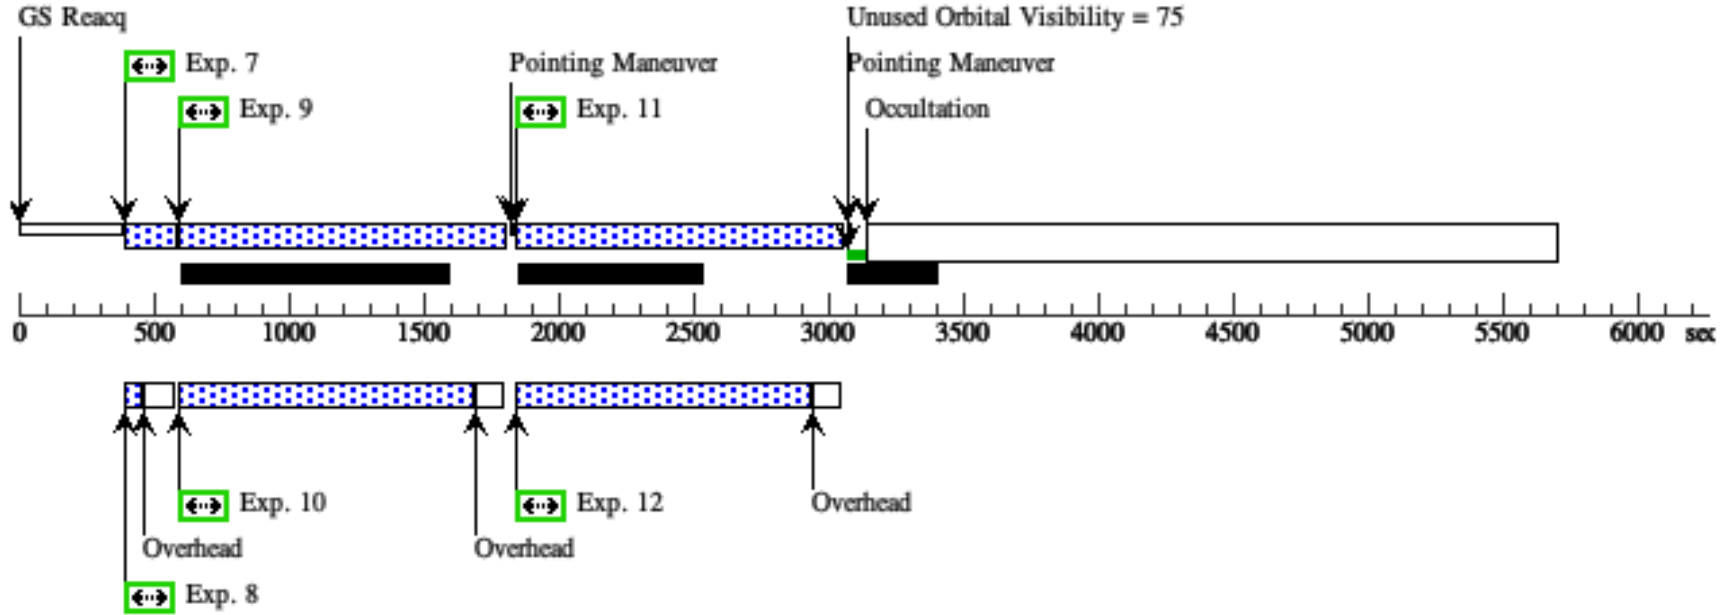 GS Reacq Unused Orbital Visibility = 75
Exp. 7 Pointing Maneuver Pointing Maneuver
Exp. 9 Exp. 11 Occultation
0 500 1000 1500 2000 2500 3000 3500 4000 4500 5000 5500 6000 sec
Exp. 10 Exp. 12 Overhead
Overhead Overhead
Exp. 8